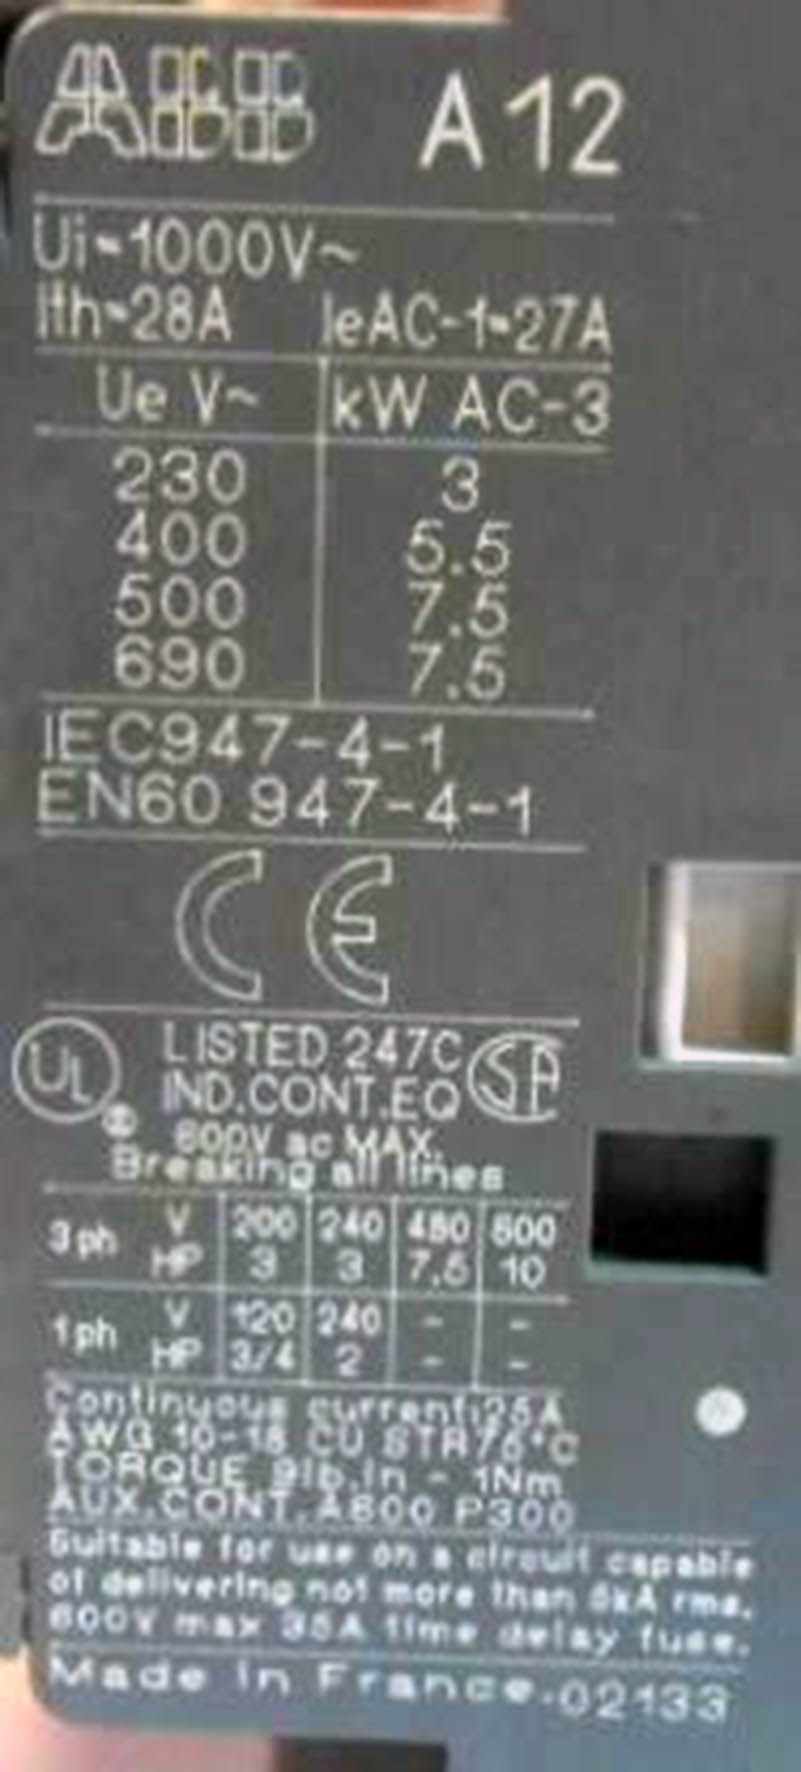 ABB A12
Ui-1000V~
Ith-28A IeAC-1-27A
Ue V~ kW AC-3
230 3
400 5.5
500 7.5
690 7.5
IEC947-4-1
EN60 947-4-1
CE
UL LISTED 247C SA
IND.CONT.EQ
600V ac MAX.
Breaking all lines
3ph V 200 240 480 600
HP 3 3 7.5 10
1ph V 120 240 - -
HP 3/4 2 - -
Continuous current:25A
AWG 10-18 CU STR75°C
TORQUE 9lb.in - 1Nm
AUX.CONT.A600 P300
Suitable for use on a circuit capable
of delivering not more than 5kA rms.
600V max 35A time delay fuse.
Made in France.02133